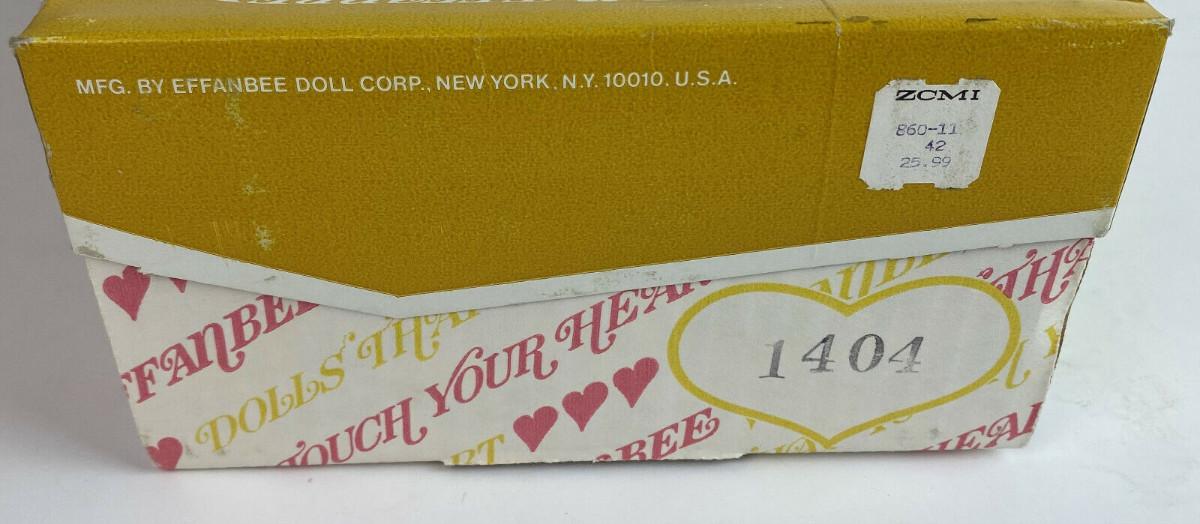 MFG. BY EFFANBEE DOLL CORP., NEW YORK, N.Y. 10010, U.S.A.
ZCMI
860-11
42
25.99
FFANBEE
DOLLS THAT
TOUCH YOUR HEAR
1404